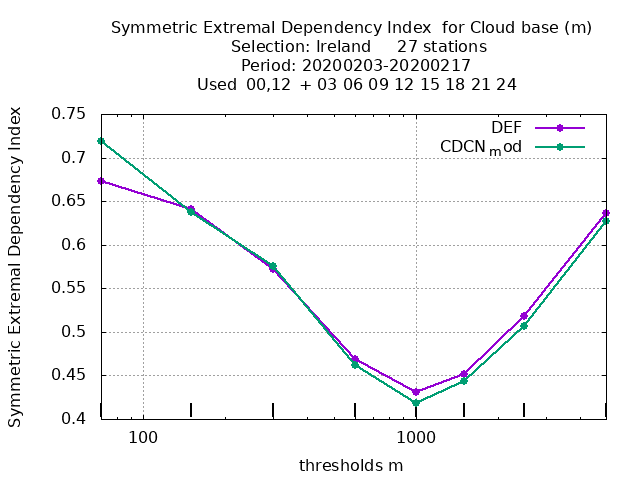 Symmetric Extremal Dependency Index  for Cloud base (m)
Selection: Ireland     27 stations
Period: 20200203-20200217
Used  00,12  + 03 06 09 12 15 18 21 24
Symmetric Extremal Dependency Index
0.75
0.7
0.65
0.6
0.55
0.5
0.45
0.4
DEF
CDCNmod
100
1000
thresholds m